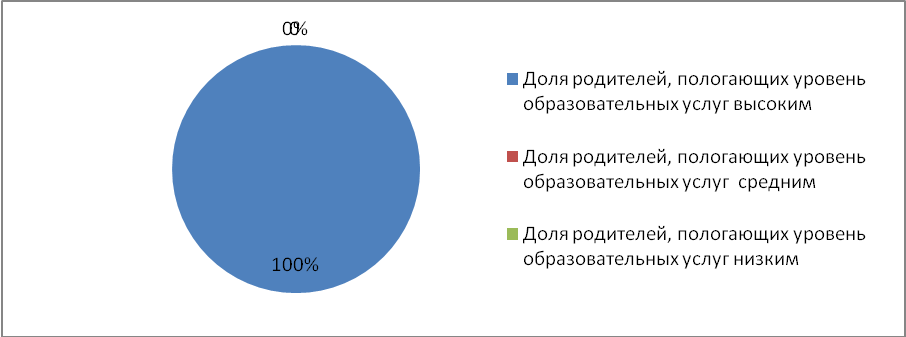 0%
100%
Доля родителей, пологающих уровень
образовательных услуг высоким
Доля родителей, пологающих уровень
образовательных услуг средним
Доля родителей, пологающих уровень
образовательных услуг низким